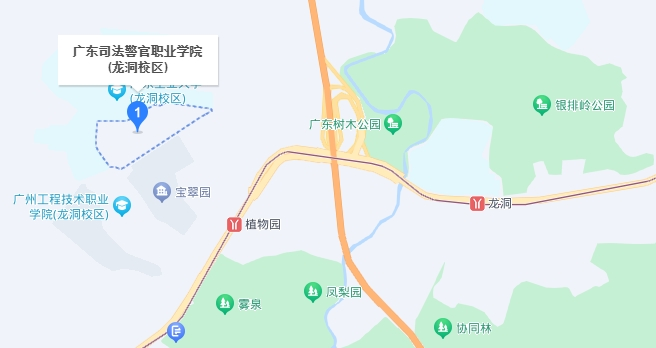 广东司法警官职业学院
(龙洞校区)
(龙洞校区)
1
银排岭公园
广东树木公园
广州工程技术职业
学院(龙洞校区)
宝翠园
龙洞
植物园
凤梨园
雾泉
协同林